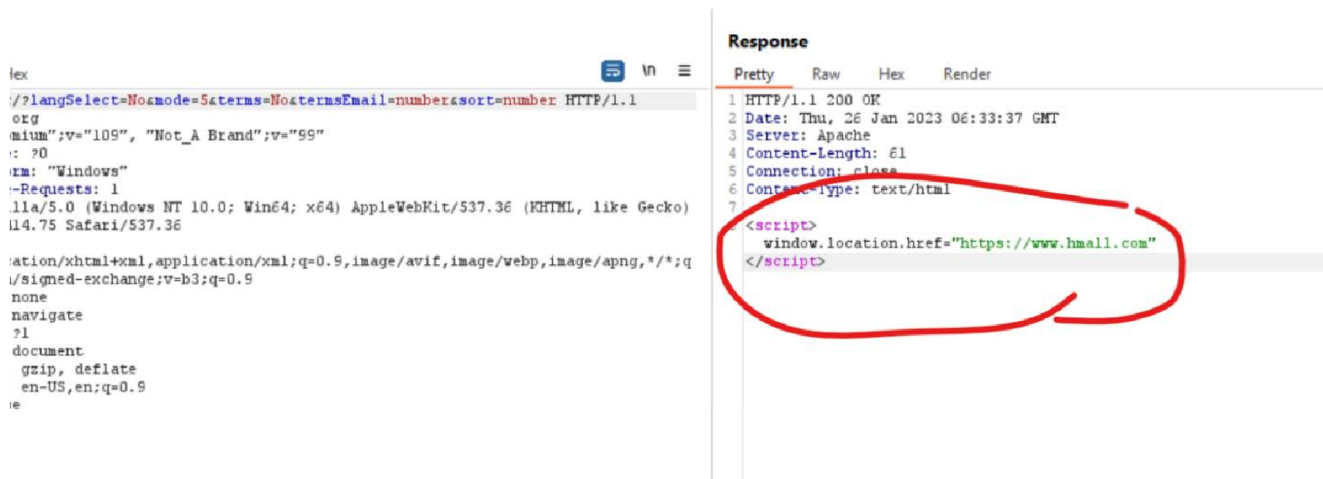 Hex
/?langSelect=No&mode=5&terms=No&termsEmail=number&sort=number HTTP/1.1
org
mium";v="109", "Not_A Brand";v="99"
: ?0
rm: "Windows"
-Requests: 1
lla/5.0 (Windows NT 10.0; Win64; x64) AppleWebKit/537.36 (KHTML, like Gecko)
114.75 Safari/537.36
ation/xhtml+xml,application/xml;q=0.9,image/avif,image/webp,image/apng,*/*;q
/signed-exchange;v=b3;q=0.9
none
navigate
?1
document
gzip, deflate
en-US,en;q=0.9
se
\n
Response
Pretty Raw Hex Render
1 HTTP/1.1 200 OK
2 Date: Thu, 26 Jan 2023 06:33:37 GMT
3 Server: Apache
4 Content-Length: 61
5 Connection: close
6 Content-Type: text/html
7
<script>
window.location.href="https://www.hmall.com"
</script>